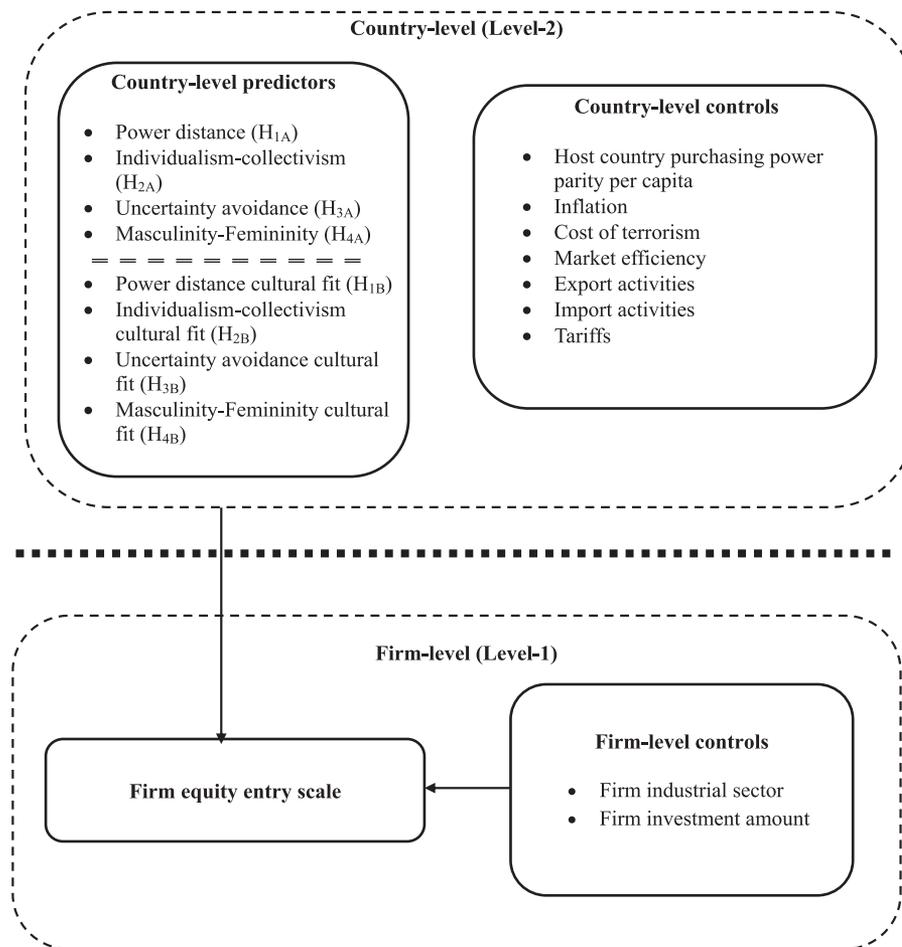 Country-level (Level-2)
Country-level predictors
• Power distance (H1A)
• Individualism-collectivism
(H2A)
• Uncertainty avoidance (H3A)
• Masculinity-Femininity (H4A)
• Power distance cultural fit (H1B)
• Individualism-collectivism
cultural fit (H2B)
• Uncertainty avoidance cultural
fit (H3B)
• Masculinity-Femininity cultural
fit (H4B)
Country-level controls
• Host country purchasing power
parity per capita
• Inflation
• Cost of terrorism
• Market efficiency
• Export activities
• Import activities
• Tariffs
Firm-level (Level-1)
Firm equity entry scale
Firm-level controls
• Firm industrial sector
• Firm investment amount